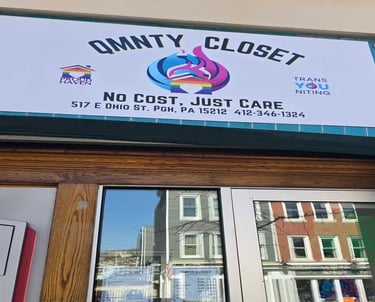 QMNTY CLOSET
TRANS
YOU
NITING
NO COST, JUST CARE
517 E OHIO ST. PGH, PA 15212 412-346-1324